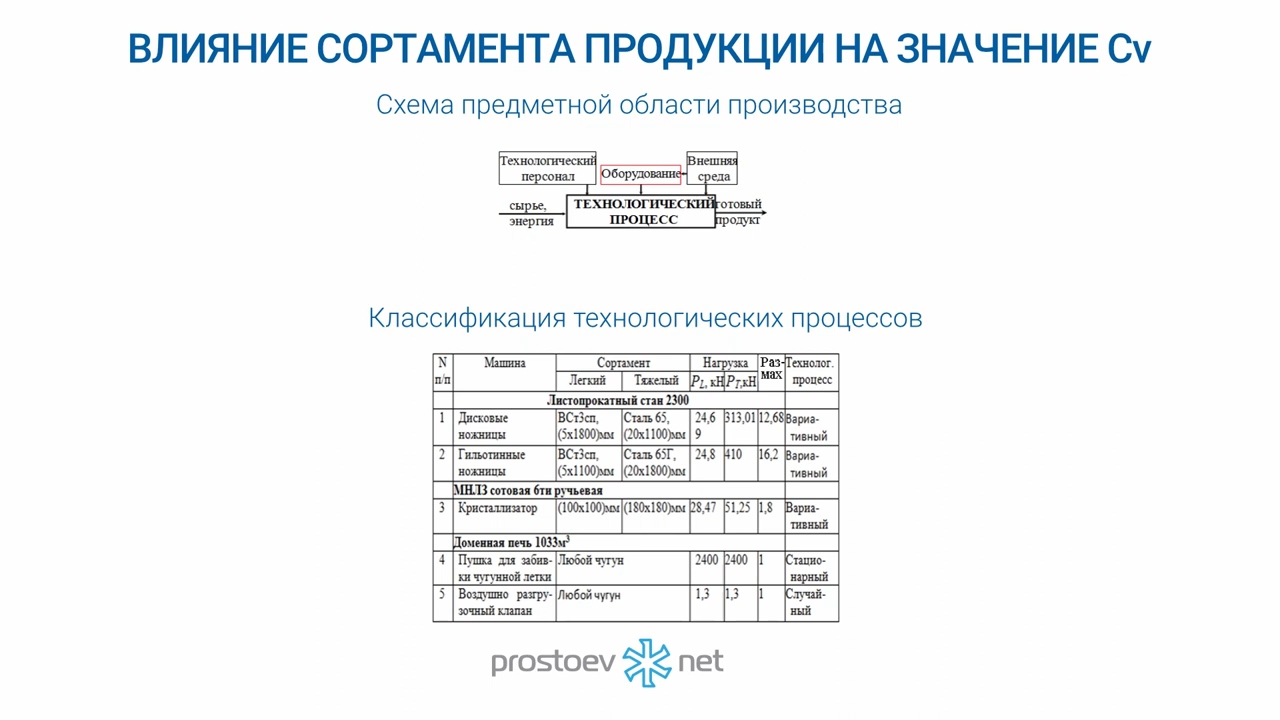 ВЛИЯНИЕ СОРТАМЕНТА ПРОДУКЦИИ НА ЗНАЧЕНИЕ Cv
Схема предметной области производства
Технологический персонал
Оборудование
Внешняя среда
сырье, энергия
ТЕХНОЛОГИЧЕСКИЙ ПРОЦЕСС
готовый продукт
Классификация технологических процессов
N п/п Машина Сортамент Нагрузка Раз-мах Технолог. процесс
Легкий Тяжелый P_L, кН P_T,кН
Листопрокатный стан 2300
1 Дисковые ВСт3сп, Сталь 65, 24,6 313,01 12,68 Вариа-
ножницы (5х1800)мм (20х1100)мм 9 тивный
2 Гильотинные ВСт3сп, Сталь 65Г, 24,8 410 16,2 Вариа-
ножницы (5х1100)мм (20х1800)мм тивный
МНЛЗ сотовая 6ти ручьевая
3 Кристаллизатор (100х100)мм (180х180)мм 28,47 51,25 1,8 Вариа-
тивный
Доменная печь 1033м³
4 Пушка для забив- Любой чугун 2400 2400 1 Стацио-
ки чугунной летки нарный
5 Воздушно разгру- Любой чугун 1,3 1,3 1 Случай-
зочный клапан ный
prostoev net